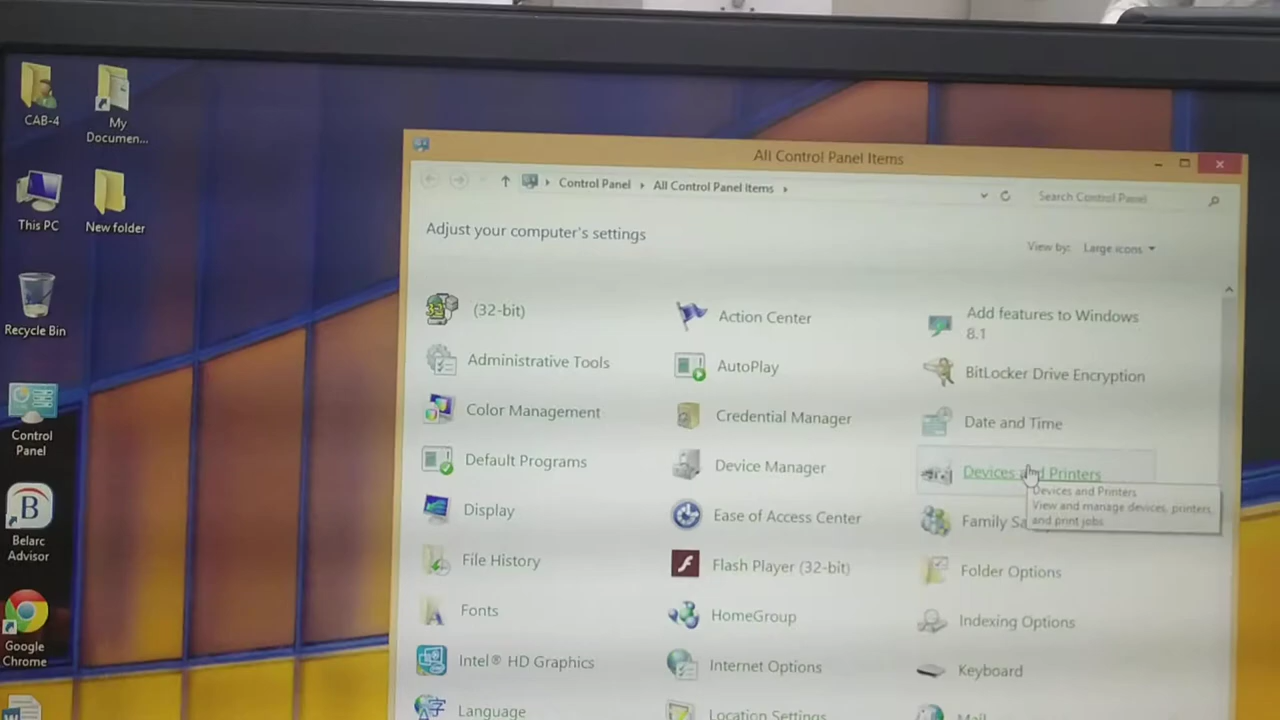 CAB-4
My
Documen...
This PC
New folder
Recycle Bin
Control
Panel
B
Belarc
Advisor
Google
Chrome
All Control Panel Items
Control Panel
All Control Panel Items
Search Control Panel
Adjust your computer's settings
View by: Large icons
(32-bit)
Action Center
Add features to Windows
8.1
Administrative Tools
AutoPlay
BitLocker Drive Encryption
Color Management
Credential Manager
Date and Time
Default Programs
Device Manager
Devices and Printers
Devices and Printers
View and manage devices, printers,
and print jobs
Display
Ease of Access Center
Family Sa
File History
Flash Player (32-bit)
Folder Options
Fonts
HomeGroup
Indexing Options
Intel® HD Graphics
Internet Options
Keyboard
Language
Location Settings
Mail